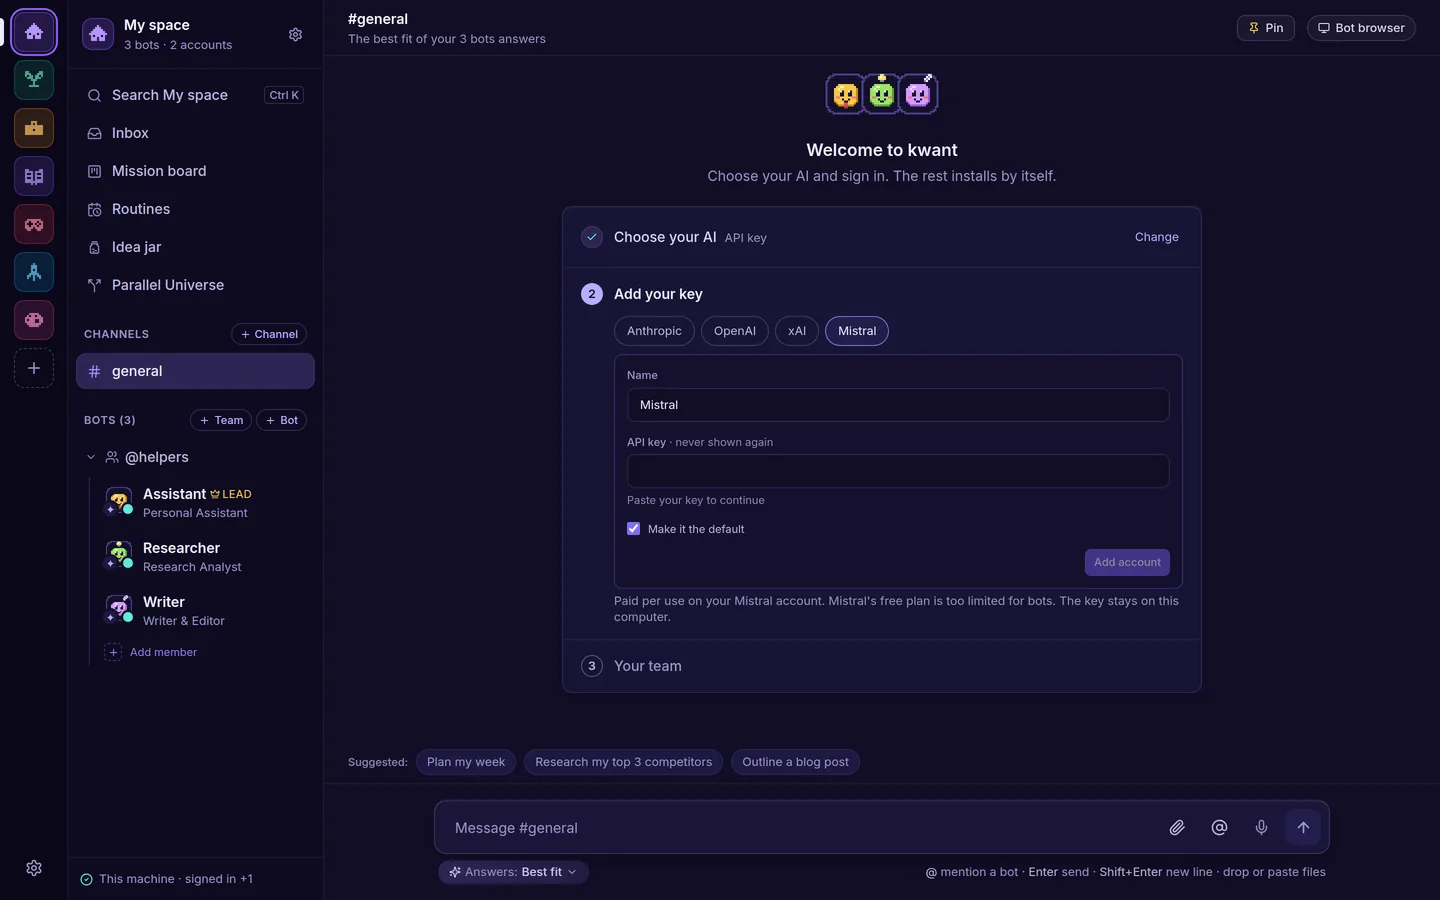 My space
3 bots · 2 accounts
Search My space
Ctrl K
Inbox
Mission board
Routines
Idea jar
Parallel Universe
CHANNELS
+ Channel
# general
BOTS (3)
+ Team
+ Bot
@helpers
Assistant LEAD
Personal Assistant
Researcher
Research Analyst
Writer
Writer & Editor
+ Add member
This machine · signed in +1
#general
The best fit of your 3 bots answers
Pin
Bot browser
Welcome to kwant
Choose your AI and sign in. The rest installs by itself.
Choose your AI API key
Change
2 Add your key
Anthropic
OpenAI
xAI
Mistral
Name
Mistral
API key · never shown again
Paste your key to continue
Make it the default
Add account
Paid per use on your Mistral account. Mistral's free plan is too limited for bots. The key stays on this
computer.
3 Your team
Suggested:
Plan my week
Research my top 3 competitors
Outline a blog post
Message #general
Answers: Best fit
@ mention a bot · Enter send · Shift+Enter new line · drop or paste files